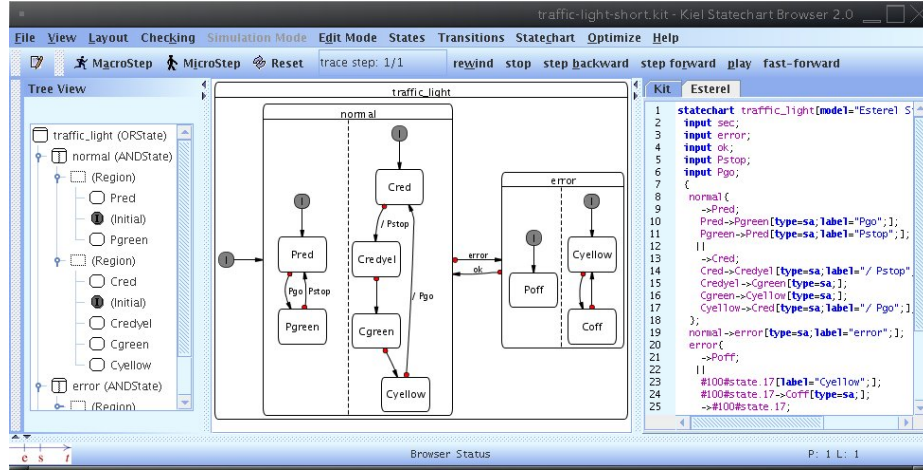 traffic-light-short.kit - Kiel Statechart Browser 2.0
File View Layout Checking Simulation Mode Edit Mode States Transitions Statechart Optimize Help
MacroStep MicroStep Reset trace step: 1/1 rewind stop step backward step forward play fast-forward
Tree View
traffic_light (ORState)
normal (ANDState)
(Region)
Pred
(Initial)
Pgreen
(Region)
Cred
(Initial)
Credyel
Cgreen
Cyellow
error (ANDState)
(Region)
traffic_light
normal
I
Cred
I
Pred
Pgo
Pstop
Pgreen
/ Pstop
Credyel
Cgreen
/ Pgo
Cyellow
I
error
ok
error
I
Poff
I
Cyellow
Coff
Kit Esterel
1 statechart traffic_light[model="Esterel S
2 input sec;
3 input error;
4 input ok;
5 input Pstop;
6 input Pgo;
7 {
8 normal{
9 ->Pred;
10 Pred->Pgreen[type=sa;label="Pgo";];
11 Pgreen->Pred[type=sa;label="Pstop";];
12 ||
13 ->Cred;
14 Cred->Credyel[type=sa;label="/ Pstop"
15 Credyel->Cgreen[type=sa;];
16 Cgreen->Cyellow[type=sa;];
17 Cyellow->Cred[type=sa;label="/ Pgo";]
18 };
19 normal->error[type=sa;label="error";];
20 error{
21 ->Poff;
22 ||
23 #100#state.17[label="Cyellow";];
24 #100#state.17->Coff[type=sa;];
25 ->#100#state.17;
e s t
Browser Status
P: 1 L: 1